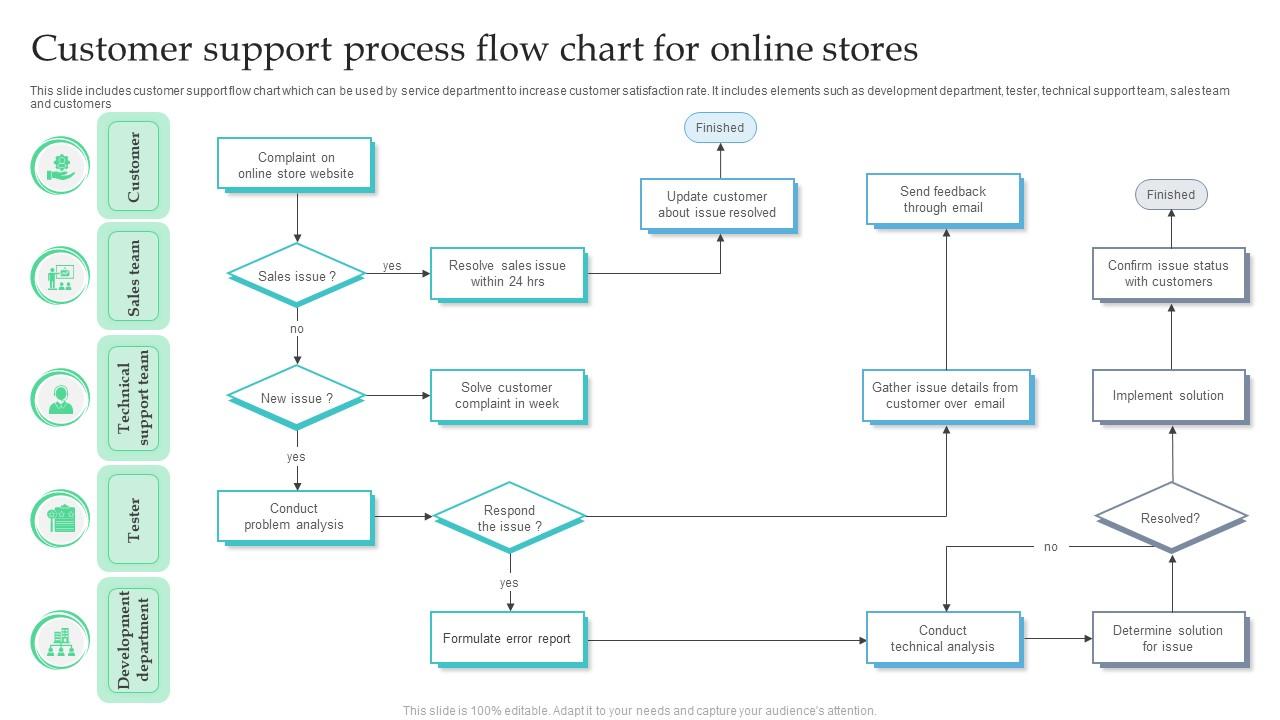 Customer support process flow chart for online stores
This slide includes customer support flow chart which can be used by service department to increase customer satisfaction rate. It includes elements such as development department, tester, technical support team, sales team
and customers
Customer
Complaint on
online store website
Finished
Update customer
about issue resolved
Send feedback
through email
Finished
Sales team
Sales issue ?
yes
Resolve sales issue
within 24 hrs
Confirm issue status
with customers
no
Technical
support team
New issue ?
Solve customer
complaint in week
Gather issue details from
customer over email
Implement solution
yes
Tester
Conduct
problem analysis
Respond
the issue ?
Resolved?
no
yes
Development
department
Formulate error report
Conduct
technical analysis
Determine solution
for issue
This slide is 100% editable. Adapt it to your needs and capture your audience's attention.